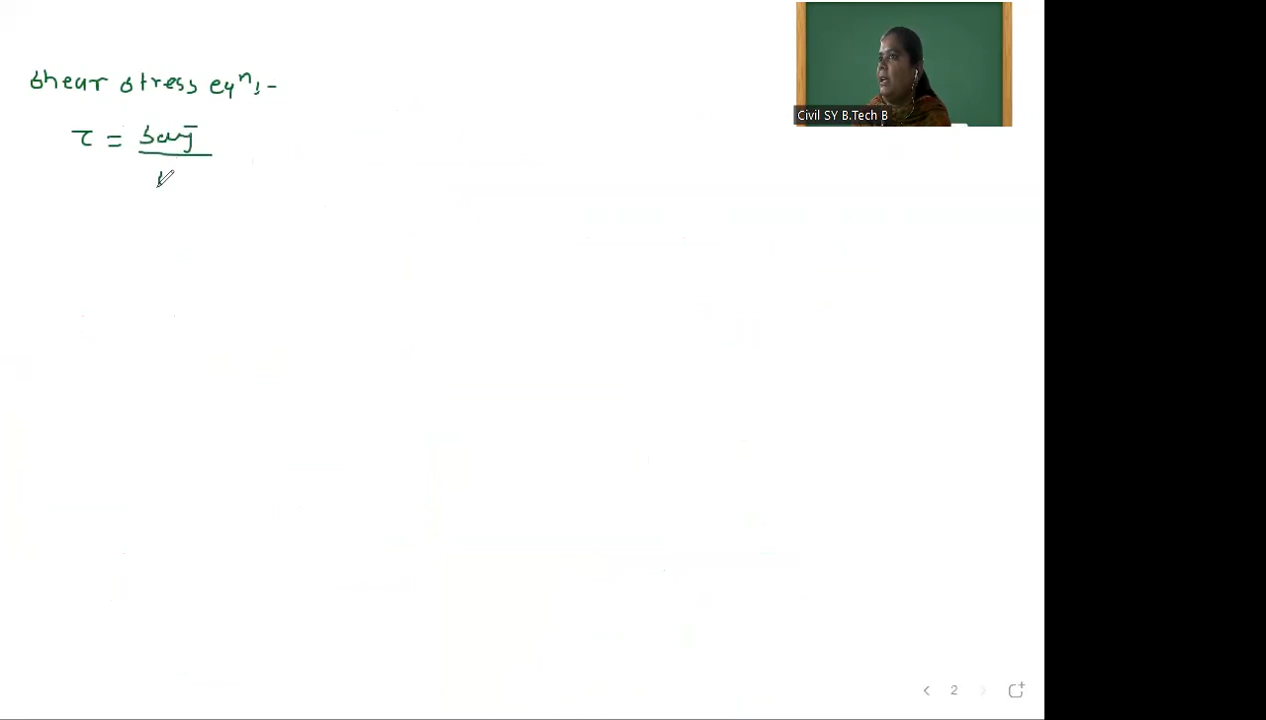 Shear stress eqⁿ:-
τ = Saȳ
Civil SY B.Tech B
2